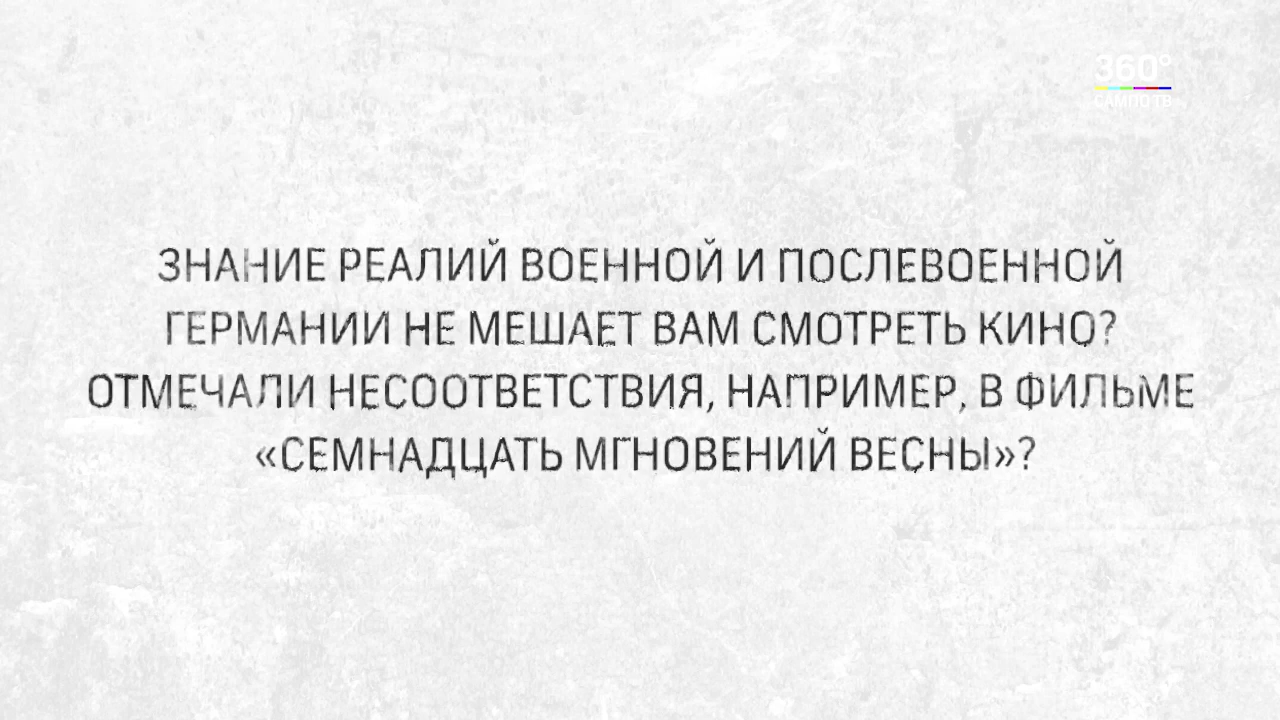 360°
САМПО ТВ
ЗНАНИЕ РЕАЛИЙ ВОЕННОЙ И ПОСЛЕВОЕННОЙ
ГЕРМАНИИ НЕ МЕШАЕТ ВАМ СМОТРЕТЬ КИНО?
ОТМЕЧАЛИ НЕСООТВЕТСТВИЯ, НАПРИМЕР, В ФИЛЬМЕ
«СЕМНАДЦАТЬ МГНОВЕНИЙ ВЕСНЫ»?